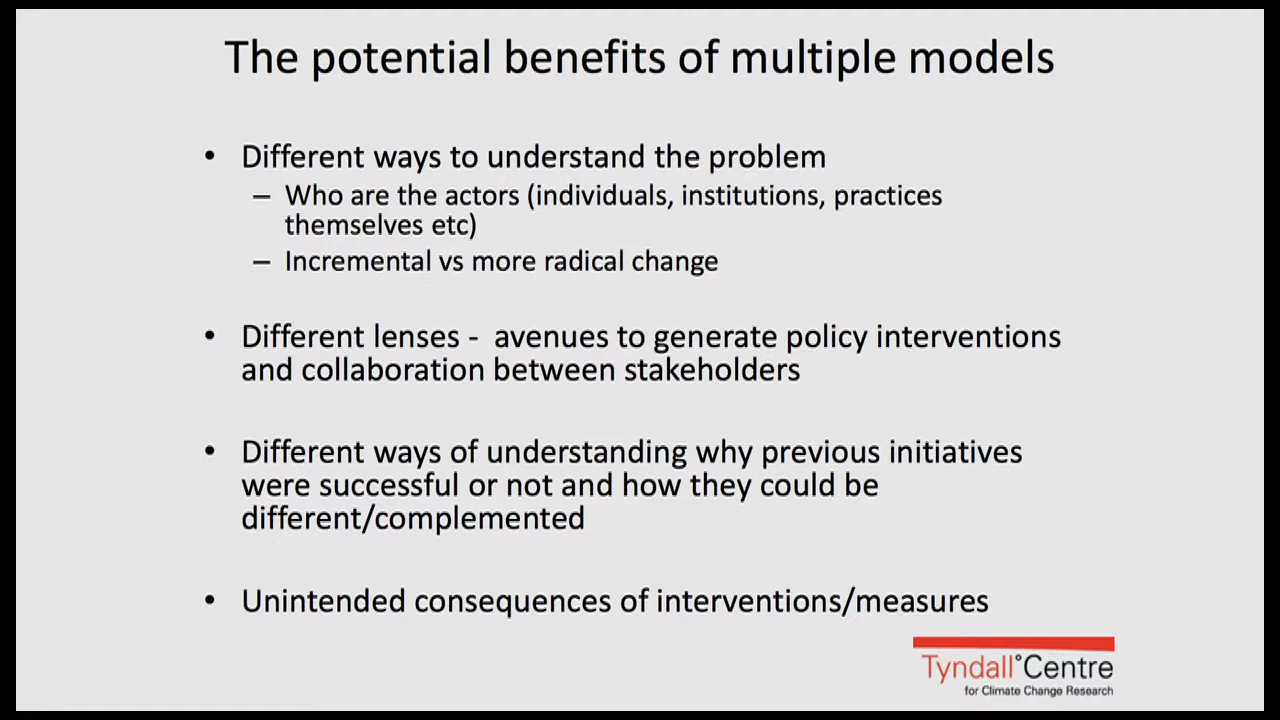 The potential benefits of multiple models
• Different ways to understand the problem
– Who are the actors (individuals, institutions, practices
themselves etc)
– Incremental vs more radical change
• Different lenses -  avenues to generate policy interventions
and collaboration between stakeholders
• Different ways of understanding why previous initiatives
were successful or not and how they could be
different/complemented
• Unintended consequences of interventions/measures
Tyndall°Centre
for Climate Change Research